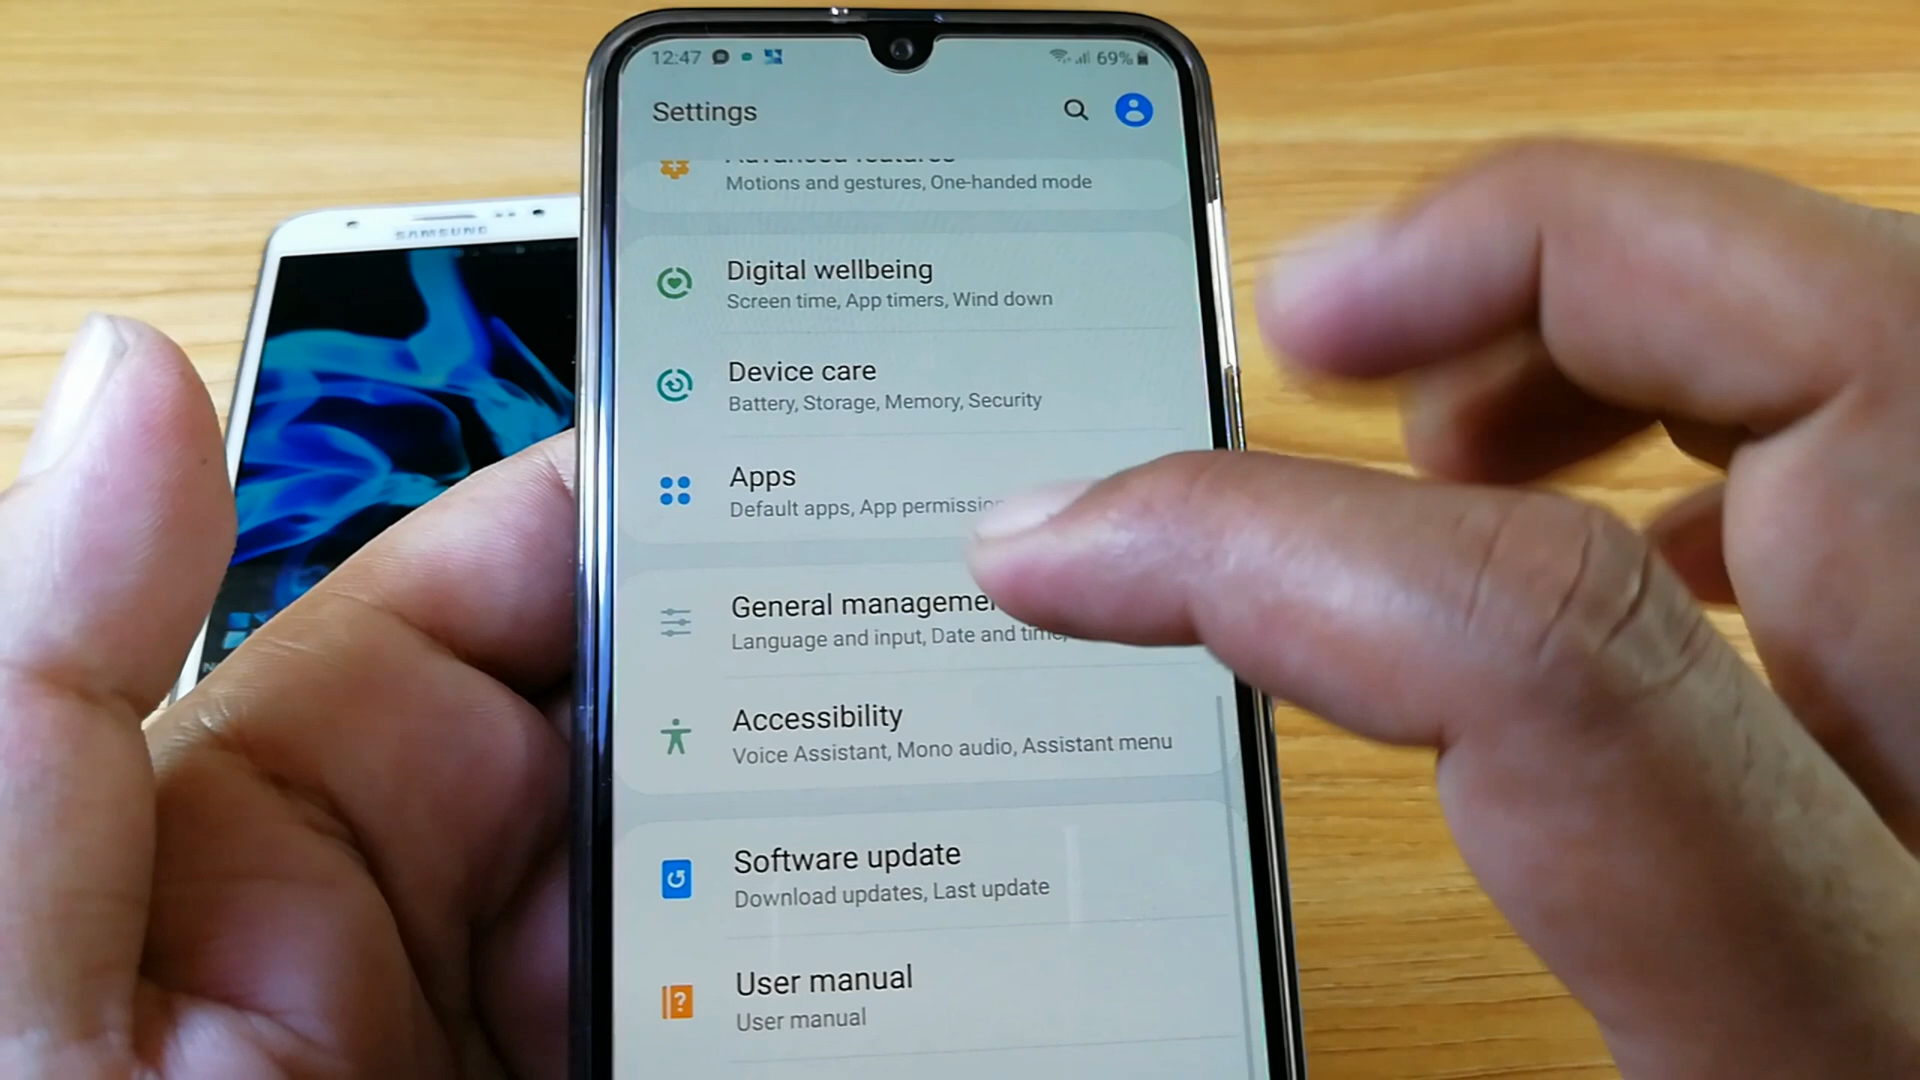 12:47
69%
Settings
Advanced features
Motions and gestures, One-handed mode
SAMSUNG
Digital wellbeing
Screen time, App timers, Wind down
Device care
Battery, Storage, Memory, Security
Apps
Default apps, App permissio
General manageme
Language and input, Date and time,
Accessibility
Voice Assistant, Mono audio, Assistant menu
Software update
Download updates, Last update
User manual
User manual